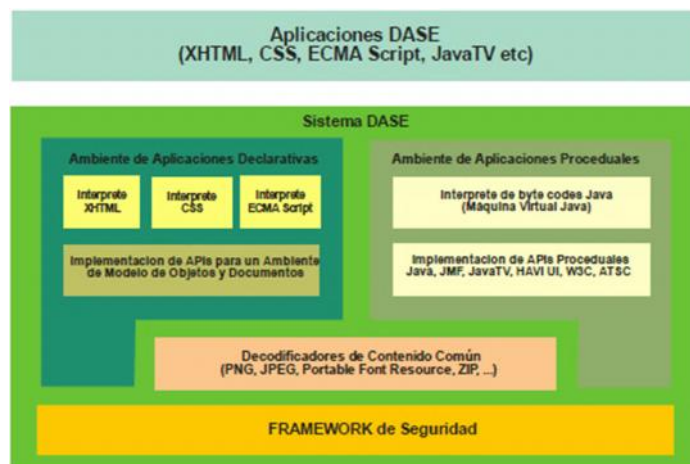 Aplicaciones DASE
(XHTML, CSS, ECMA Script, JavaTV etc)
Sistema DASE
Ambiente de Aplicaciones Declarativas
Interprete
XHTML
Interprete
CSS
Interprete
ECMA Script
Implementacion de APIs para un Ambiente
de Modelo de Objetos y Documentos
Ambiente de Aplicaciones Proceduales
Interprete de byte codes Java
(Máquina Virtual Java)
Implementacion de APIs Proceduales
Java, JMF, JavaTV, HAVI UI, W3C, ATSC
Decodificadores de Contenido Común
(PNG, JPEG, Portable Font Resource, ZIP, ...)
FRAMEWORK de Seguridad